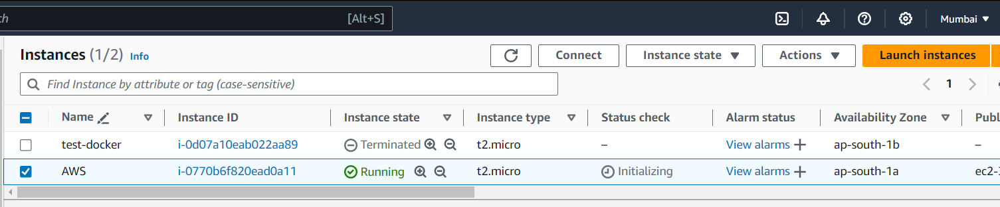 [Alt+S]
Mumbai
Instances (1/2) Info
Connect
Instance state
Actions
Launch instances
Find Instance by attribute or tag (case-sensitive)
1
Name Instance ID Instance state Instance type Status check Alarm status Availability Zone Publ
test-docker i-0d07a10eab022aa89 Terminated t2.micro – View alarms ap-south-1b –
AWS i-0770b6f820ead0a11 Running t2.micro Initializing View alarms ap-south-1a ec2-3